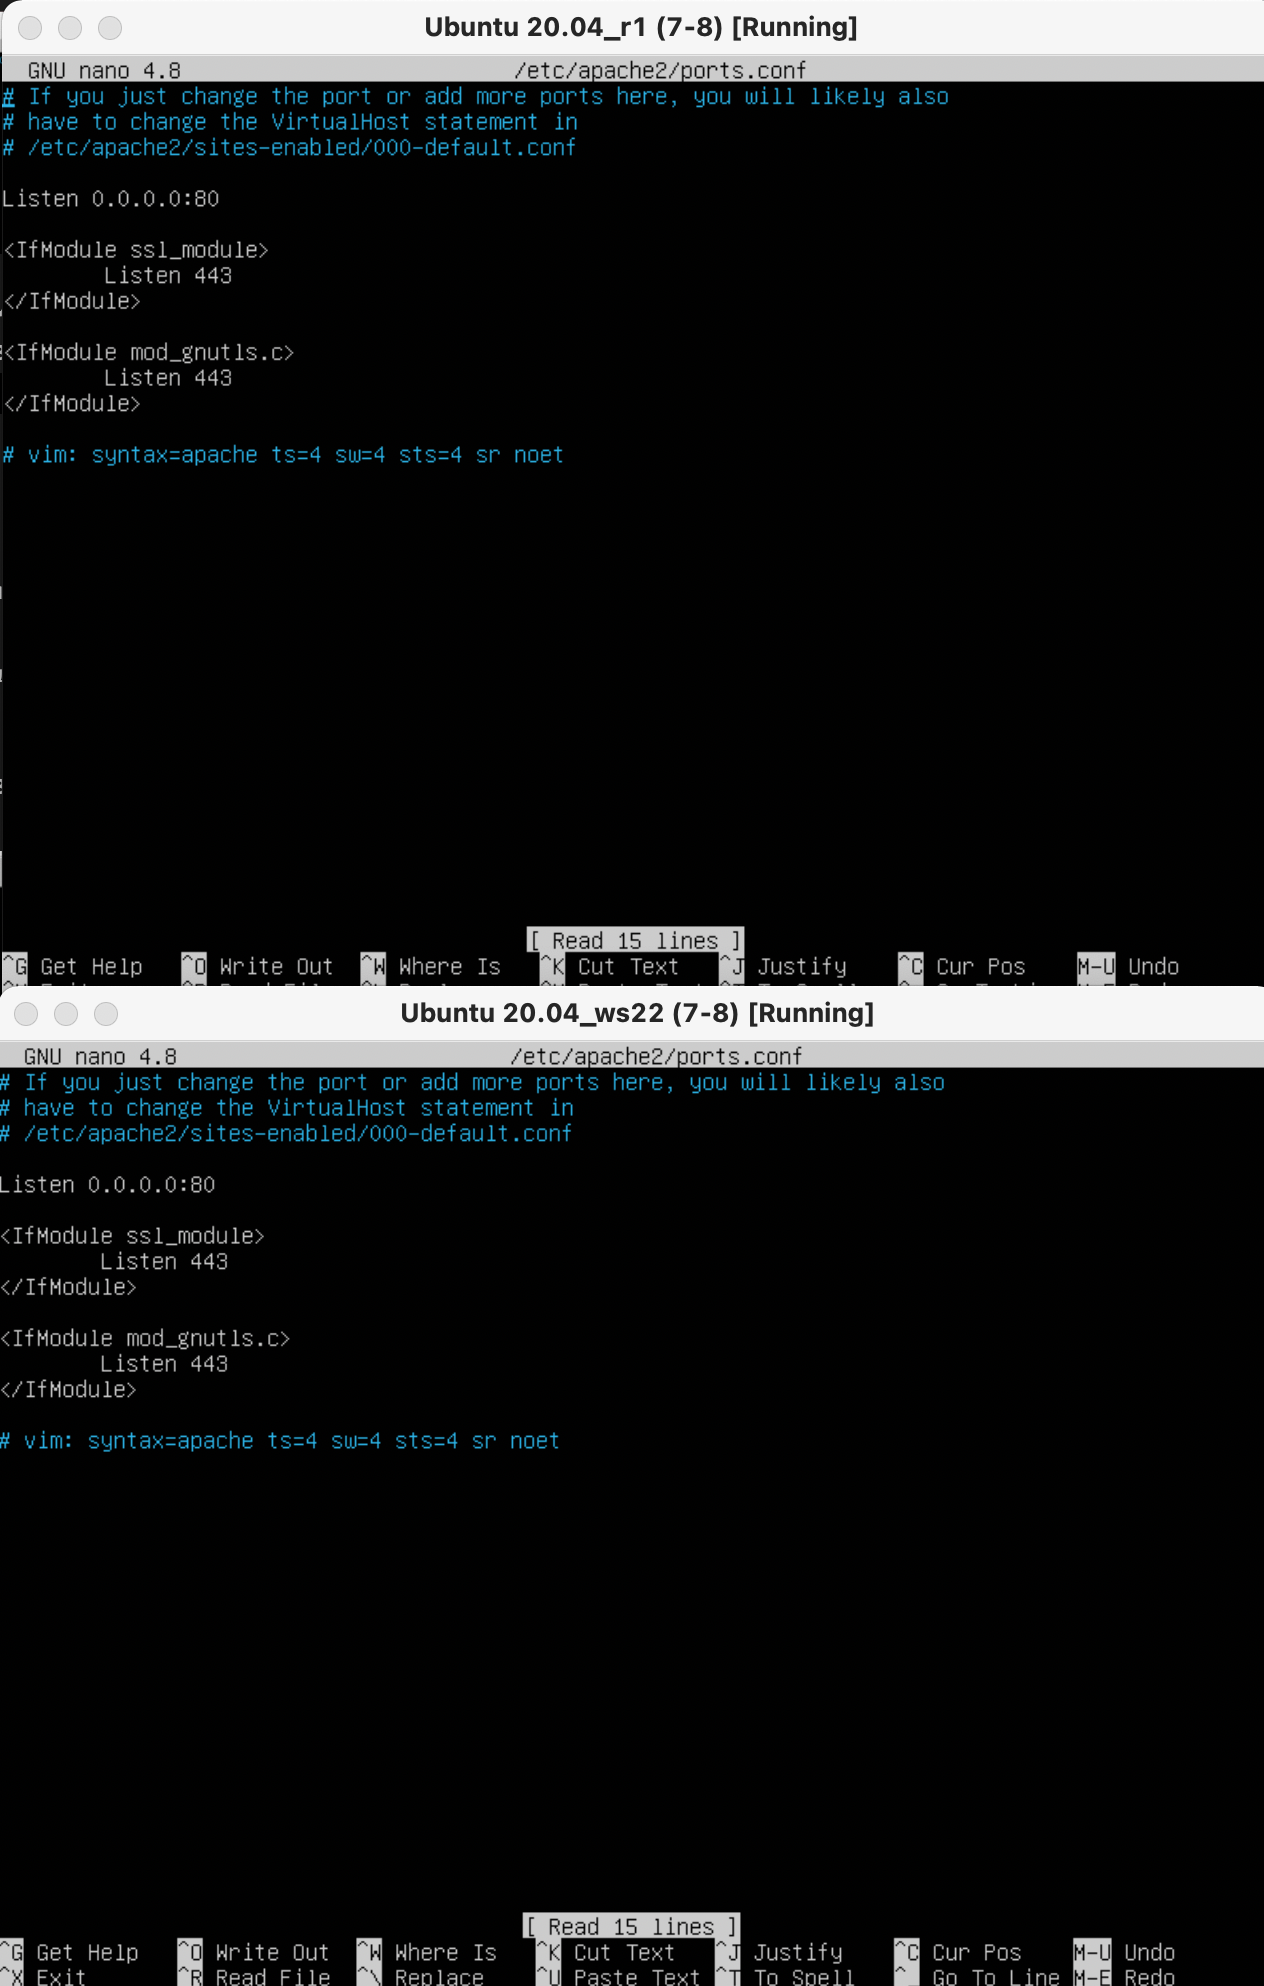 Ubuntu 20.04_r1 (7-8) [Running]
GNU nano 4.8 /etc/apache2/ports.conf
# If you just change the port or add more ports here, you will likely also
# have to change the VirtualHost statement in
# /etc/apache2/sites-enabled/000-default.conf
Listen 0.0.0.0:80
<IfModule ssl_module>
Listen 443
</IfModule>
<IfModule mod_gnutls.c>
Listen 443
</IfModule>
# vim: syntax=apache ts=4 sw=4 sts=4 sr noet
[ Read 15 lines ]
^G Get Help ^O Write Out ^W Where Is ^K Cut Text ^J Justify ^C Cur Pos M-U Undo
Ubuntu 20.04_ws22 (7-8) [Running]
GNU nano 4.8 /etc/apache2/ports.conf
# If you just change the port or add more ports here, you will likely also
# have to change the VirtualHost statement in
# /etc/apache2/sites-enabled/000-default.conf
Listen 0.0.0.0:80
<IfModule ssl_module>
Listen 443
</IfModule>
<IfModule mod_gnutls.c>
Listen 443
</IfModule>
# vim: syntax=apache ts=4 sw=4 sts=4 sr noet
[ Read 15 lines ]
^G Get Help ^O Write Out ^W Where Is ^K Cut Text ^J Justify ^C Cur Pos M-U Undo
^X Exit ^R Read File ^\ Replace ^U Paste Text ^T To Spell ^_ Go To Line M-E Redo